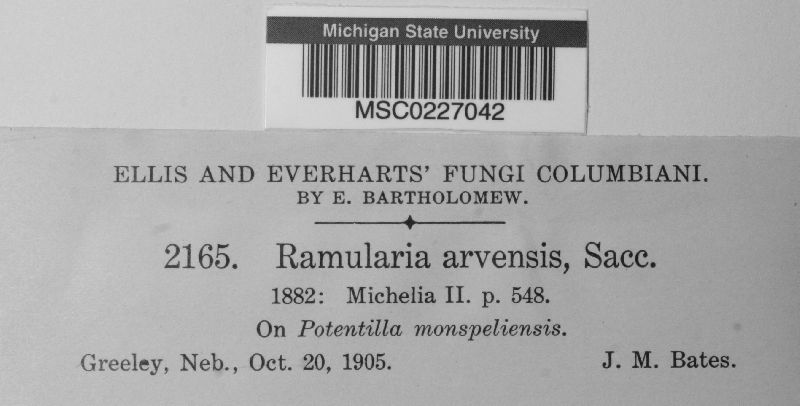 Michigan State University
MSC0227042
ELLIS AND EVERHARTS' FUNGI COLUMBIANI.
BY E. BARTHOLOMEW.
2165. Ramularia arvensis, Sacc.
1882: Michelia II. p. 548.
On Potentilla monspeliensis.
Greeley, Neb., Oct. 20, 1905. J. M. Bates.